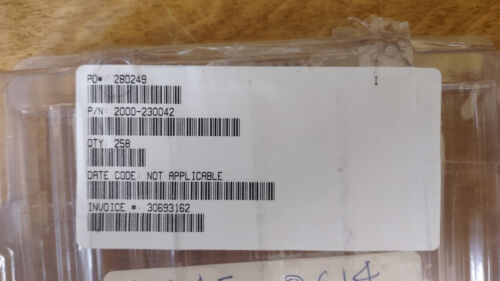 PO#: 280249
I
P/N: 2000-230042
QTY: 258
DATE CODE: NOT APPLICABLE
INVOICE #: 30693162